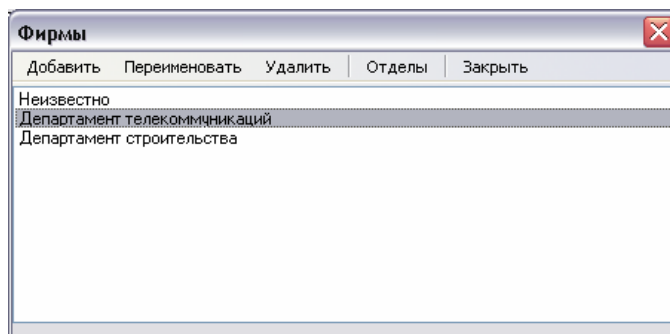 Фирмы
Добавить Переименовать Удалить Отделы Закрыть
Неизвестно
Департамент телекоммуникаций
Департамент строительства